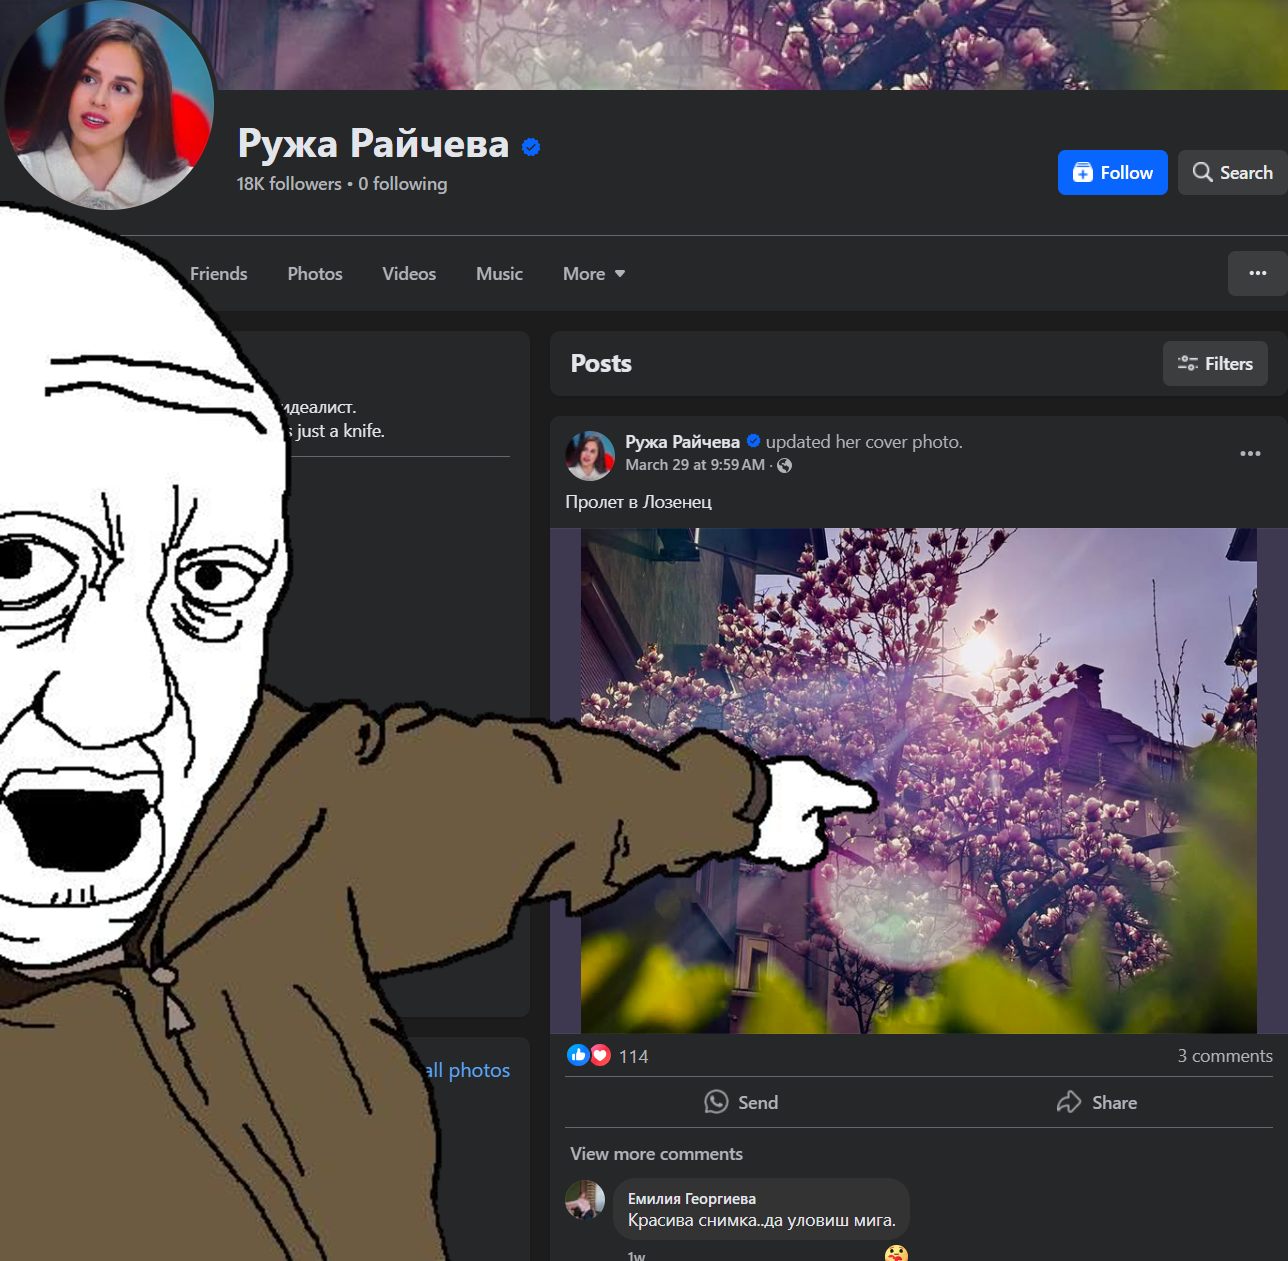 Ружа Райчева
18K followers • 0 following
Follow
Search
Friends
Photos
Videos
Music
More
Posts
Filters
идеалист.
just a knife.
Ружа Райчева updated her cover photo.
March 29 at 9:59 AM ·
Пролет в Лозенец
114
3 comments
all photos
Send
Share
View more comments
Емилия Георгиева
Красива снимка..да уловиш мига.
1w